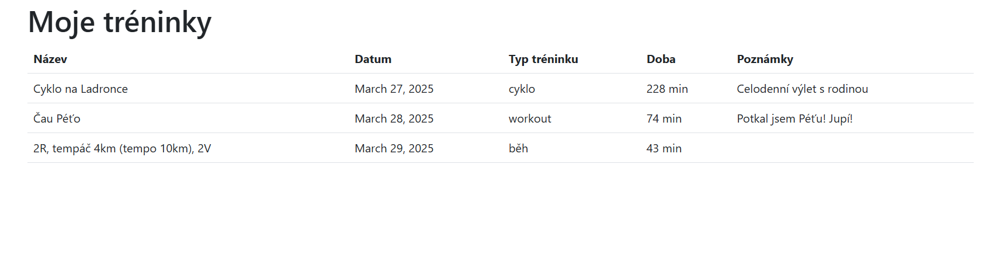 Moje tréninky
Název Datum Typ tréninku Doba Poznámky
Cyklo na Ladronce March 27, 2025 cyklo 228 min Celodenní výlet s rodinou
Čau Péťo March 28, 2025 workout 74 min Potkal jsem Péťu! Jupí!
2R, tempáč 4km (tempo 10km), 2V March 29, 2025 běh 43 min